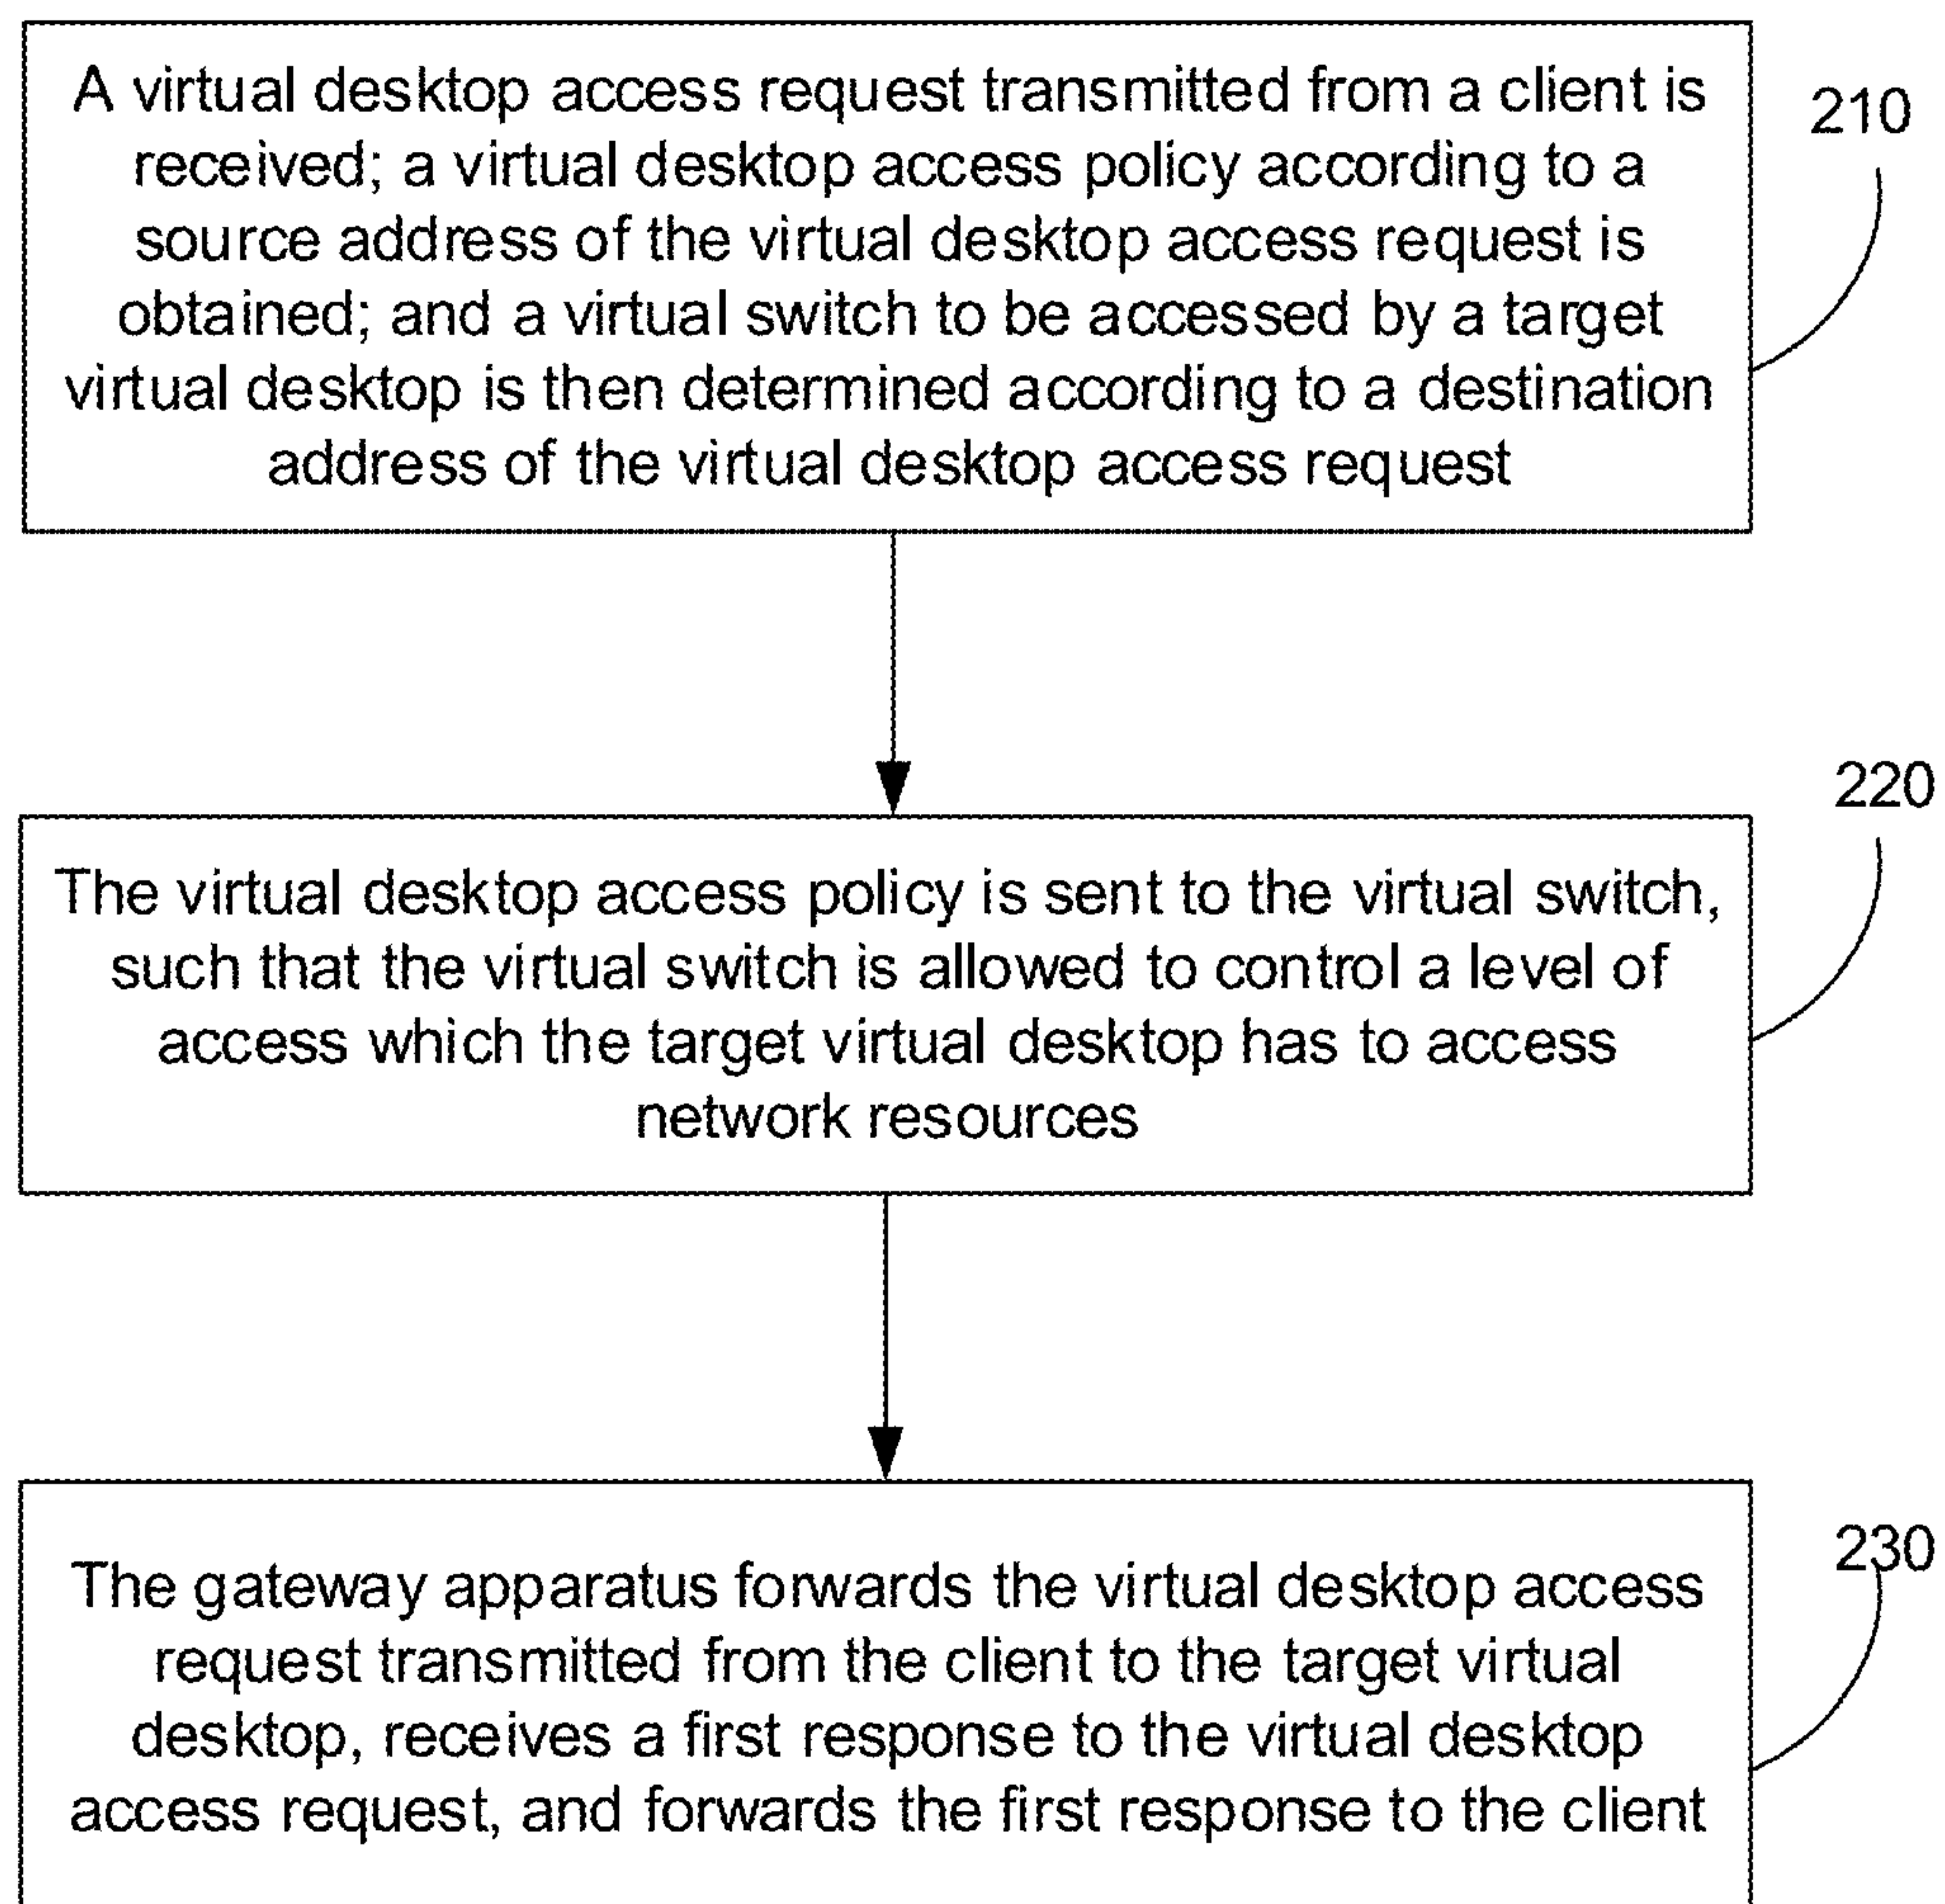 A virtual desktop access request transmitted from a client is
received; a virtual desktop access policy according to a
source address of the virtual desktop access request is
obtained; and a virtual switch to be accessed by a target
virtual desktop is then determined according to a destination
address of the virtual desktop access request
210
The virtual desktop access policy is sent to the virtual switch,
such that the virtual switch is allowed to control a level of
access which the target virtual desktop has to access
network resources
220
The gateway apparatus forwards the virtual desktop access
request transmitted from the client to the target virtual
desktop, receives a first response to the virtual desktop
access request, and forwards the first response to the client
230